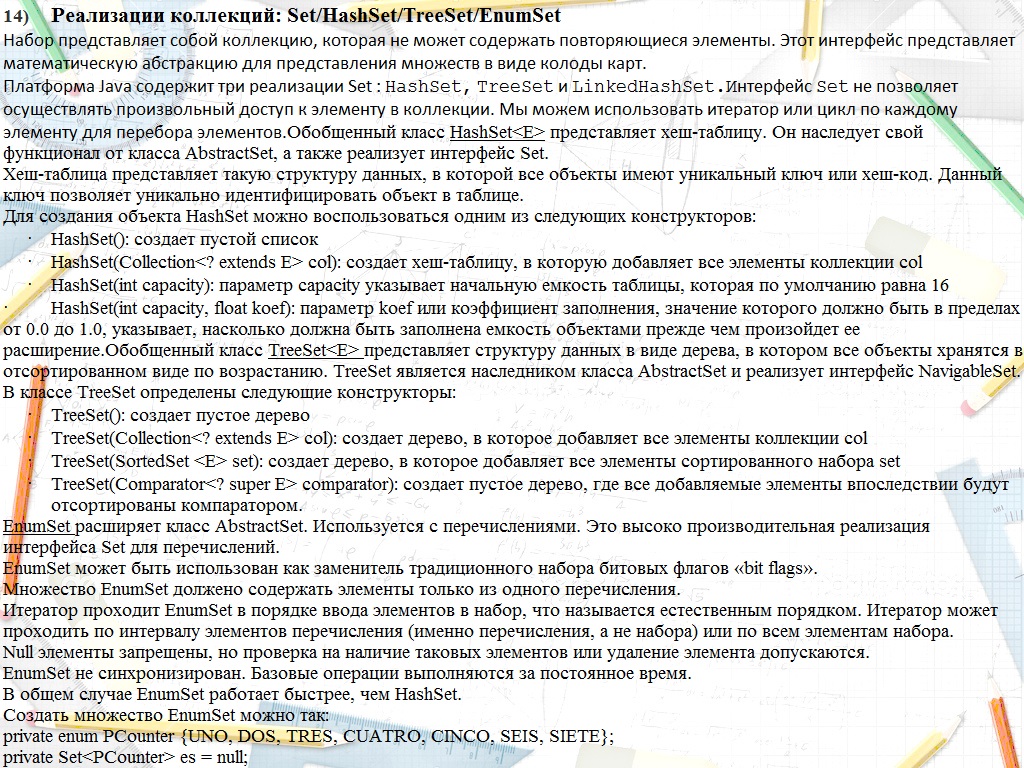 14) Реализации коллекций: Set/HashSet/TreeSet/EnumSet
Набор представляет собой коллекцию, которая не может содержать повторяющиеся элементы. Этот интерфейс представляет
математическую абстракцию для представления множеств в виде колоды карт.
Платформа Java содержит три реализации Set : HashSet, TreeSet и LinkedHashSet.Интерфейс Set не позволяет
осуществлять произвольный доступ к элементу в коллекции. Мы можем использовать итератор или цикл по каждому
элементу для перебора элементов.Обобщенный класс HashSet<E> представляет хеш-таблицу. Он наследует свой
функционал от класса AbstractSet, а также реализует интерфейс Set.
Хеш-таблица представляет такую структуру данных, в которой все объекты имеют уникальный ключ или хеш-код. Данный
ключ позволяет уникально идентифицировать объект в таблице.
Для создания объекта HashSet можно воспользоваться одним из следующих конструкторов:
· HashSet(): создает пустой список
· HashSet(Collection<? extends E> col): создает хеш-таблицу, в которую добавляет все элементы коллекции col
· HashSet(int capacity): параметр capacity указывает начальную емкость таблицы, которая по умолчанию равна 16
· HashSet(int capacity, float koef): параметр koef или коэффициент заполнения, значение которого должно быть в пределах
от 0.0 до 1.0, указывает, насколько должна быть заполнена емкость объектами прежде чем произойдет ее
расширение.Обобщенный класс TreeSet<E> представляет структуру данных в виде дерева, в котором все объекты хранятся в
отсортированном виде по возрастанию. TreeSet является наследником класса AbstractSet и реализует интерфейс NavigableSet.
В классе TreeSet определены следующие конструкторы:
· TreeSet(): создает пустое дерево
· TreeSet(Collection<? extends E> col): создает дерево, в которое добавляет все элементы коллекции col
· TreeSet(SortedSet <E> set): создает дерево, в которое добавляет все элементы сортированного набора set
· TreeSet(Comparator<? super E> comparator): создает пустое дерево, где все добавляемые элементы впоследствии будут
отсортированы компаратором.
EnumSet расширяет класс AbstractSet. Используется с перечислениями. Это высоко производительная реализация
интерфейса Set для перечислений.
EnumSet может быть использован как заменитель традиционного набора битовых флагов «bit flags».
Множество EnumSet должено содержать элементы только из одного перечисления.
Итератор проходит EnumSet в порядке ввода элементов в набор, что называется естественным порядком. Итератор может
проходить по интервалу элементов перечисления (именно перечисления, а не набора) или по всем элементам набора.
Null элементы запрещены, но проверка на наличие таковых элементов или удаление элемента допускаются.
EnumSet не синхронизирован. Базовые операции выполняются за постоянное время.
В общем случае EnumSet работает быстрее, чем HashSet.
Создать множество EnumSet можно так:
private enum PCounter {UNO, DOS, TRES, CUATRO, CINCO, SEIS, SIETE};
private Set<PCounter> es = null;